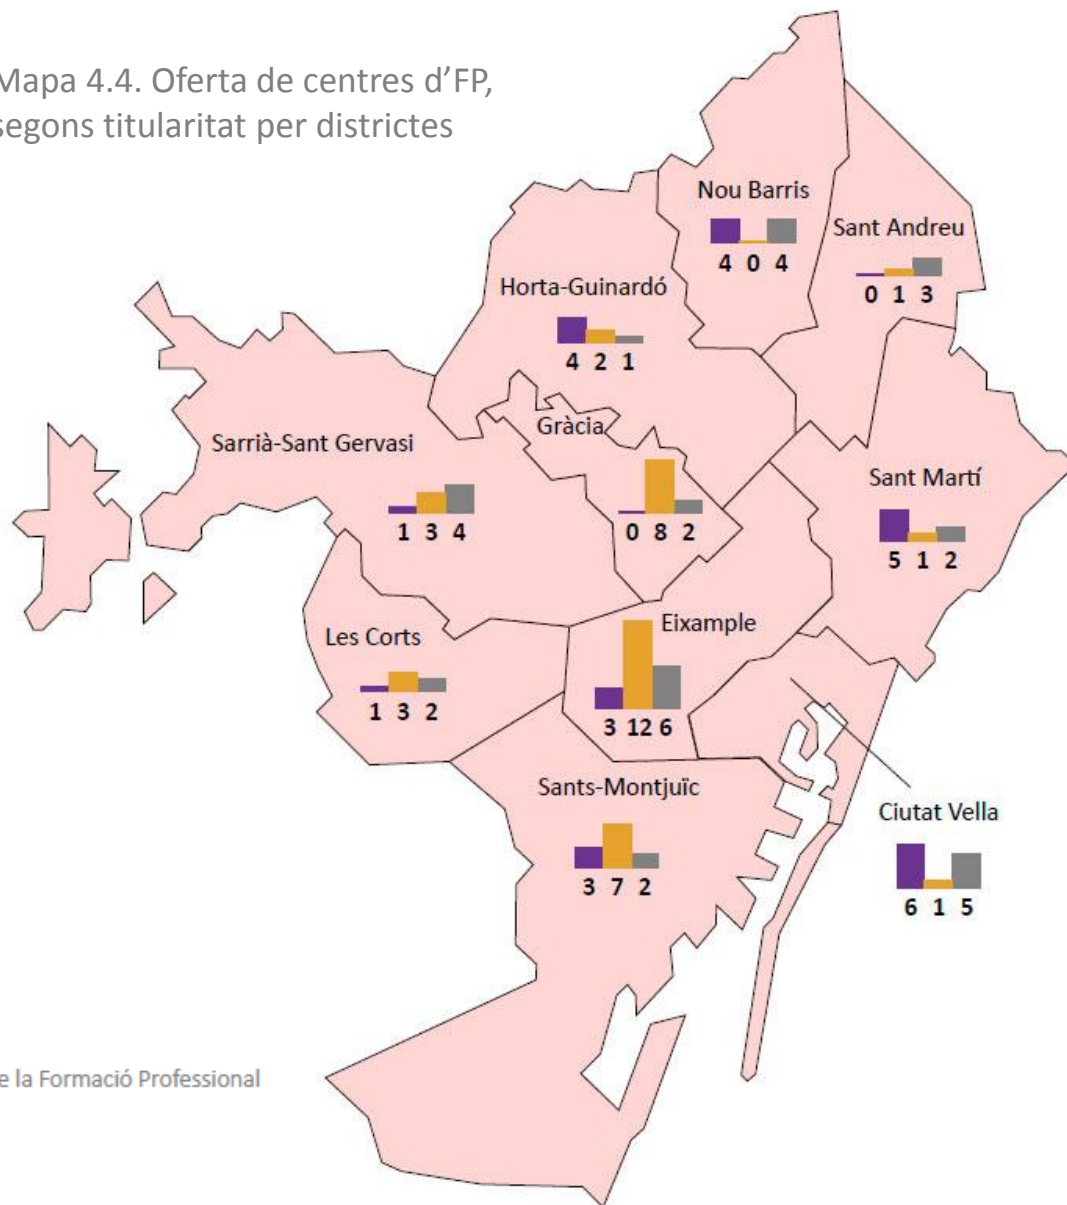 Mapa 4.4. Oferta de centres d’FP,
segons titularitat per districtes
Nou Barris
4 0 4
Sant Andreu
0 1 3
Horta-Guinardó
4 2 1
Gràcia
0 8 2
Sarrià-Sant Gervasi
1 3 4
Sant Martí
5 1 2
Les Corts
1 3 2
Eixample
3 12 6
Sants-Montjuïc
3 7 2
Ciutat Vella
6 1 5
e la Formació Professional